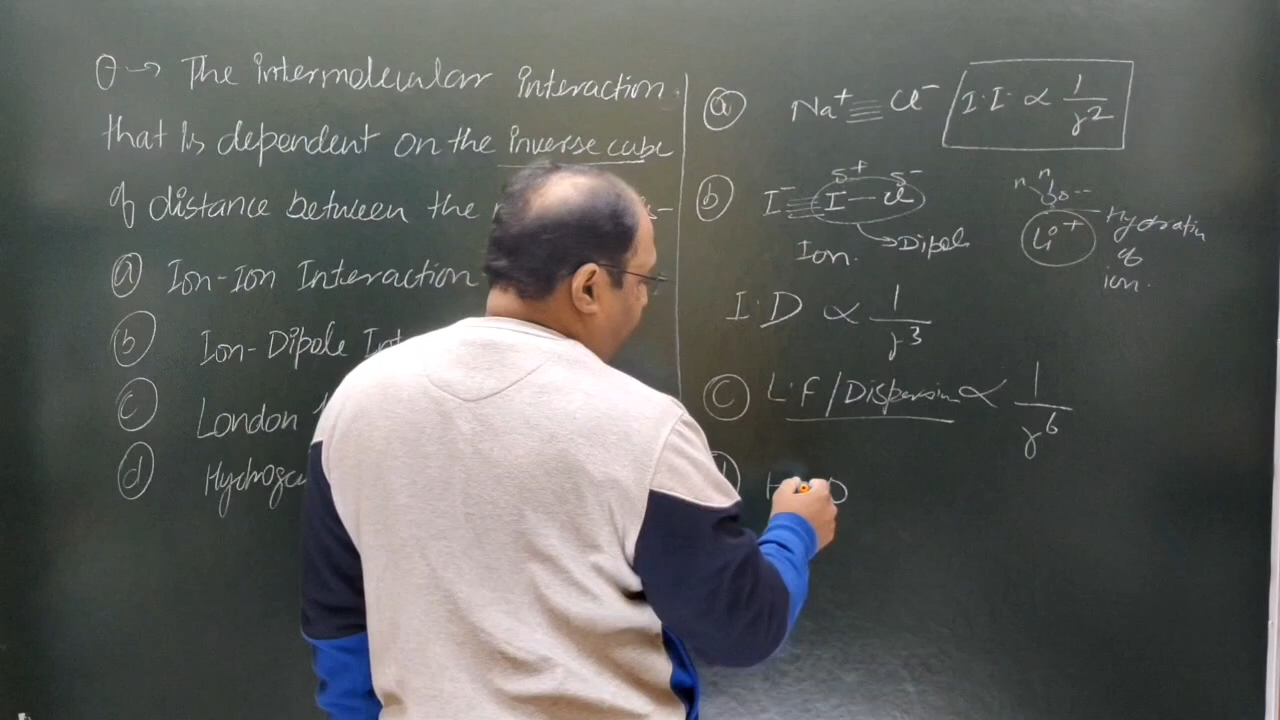 Q → The intermolecular interaction
that is dependent on the inverse cube
of distance between the
(a) Ion-Ion Interaction
(b) Ion-Dipole Int
(c) London
(d) Hydroge
(a) Na⁺ ≡ Cl⁻ I·I· ∝ 1/r²
(b) I⁻ ≡ I — Cl δ+ δ-
Ion. → Dipole
Li⁺ Hydration
of
ion.
I·D ∝ 1/r³
(c) L.F/Dispersion ∝ 1/r⁶